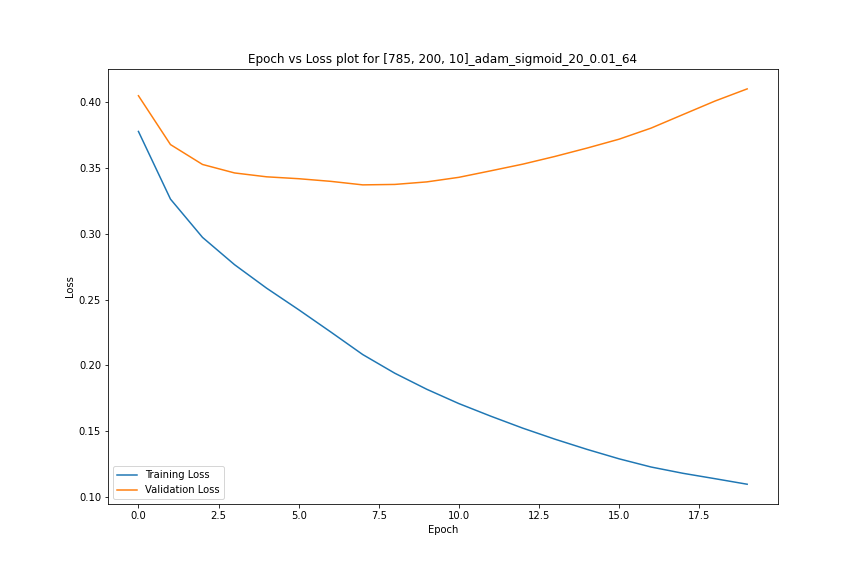 Epoch vs Loss plot for [785, 200, 10]_adam_sigmoid_20_0.01_64
0.40
0.35
0.30
0.25
0.20
0.15
0.10
Loss
Training Loss
Validation Loss
0.0 2.5 5.0 7.5 10.0 12.5 15.0 17.5
Epoch